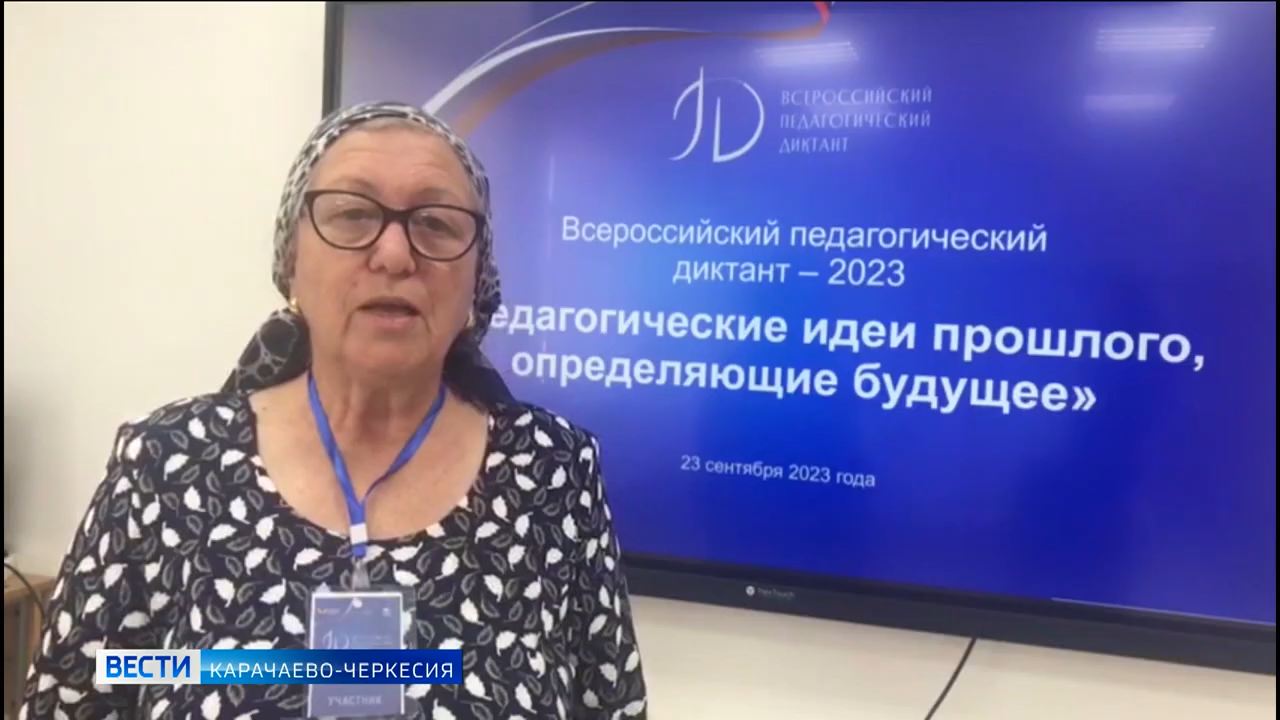 ВСЕРОССИЙСКИЙ
ПЕДАГОГИЧЕСКИЙ
ДИКТАНТ
Всероссийский педагогический
диктант – 2023
едагогические идеи прошлого,
определяющие будущее»
23 сентября 2023 года
ВЕСТИ КАРАЧАЕВО-ЧЕРКЕСИЯ
УЧАСТНИК